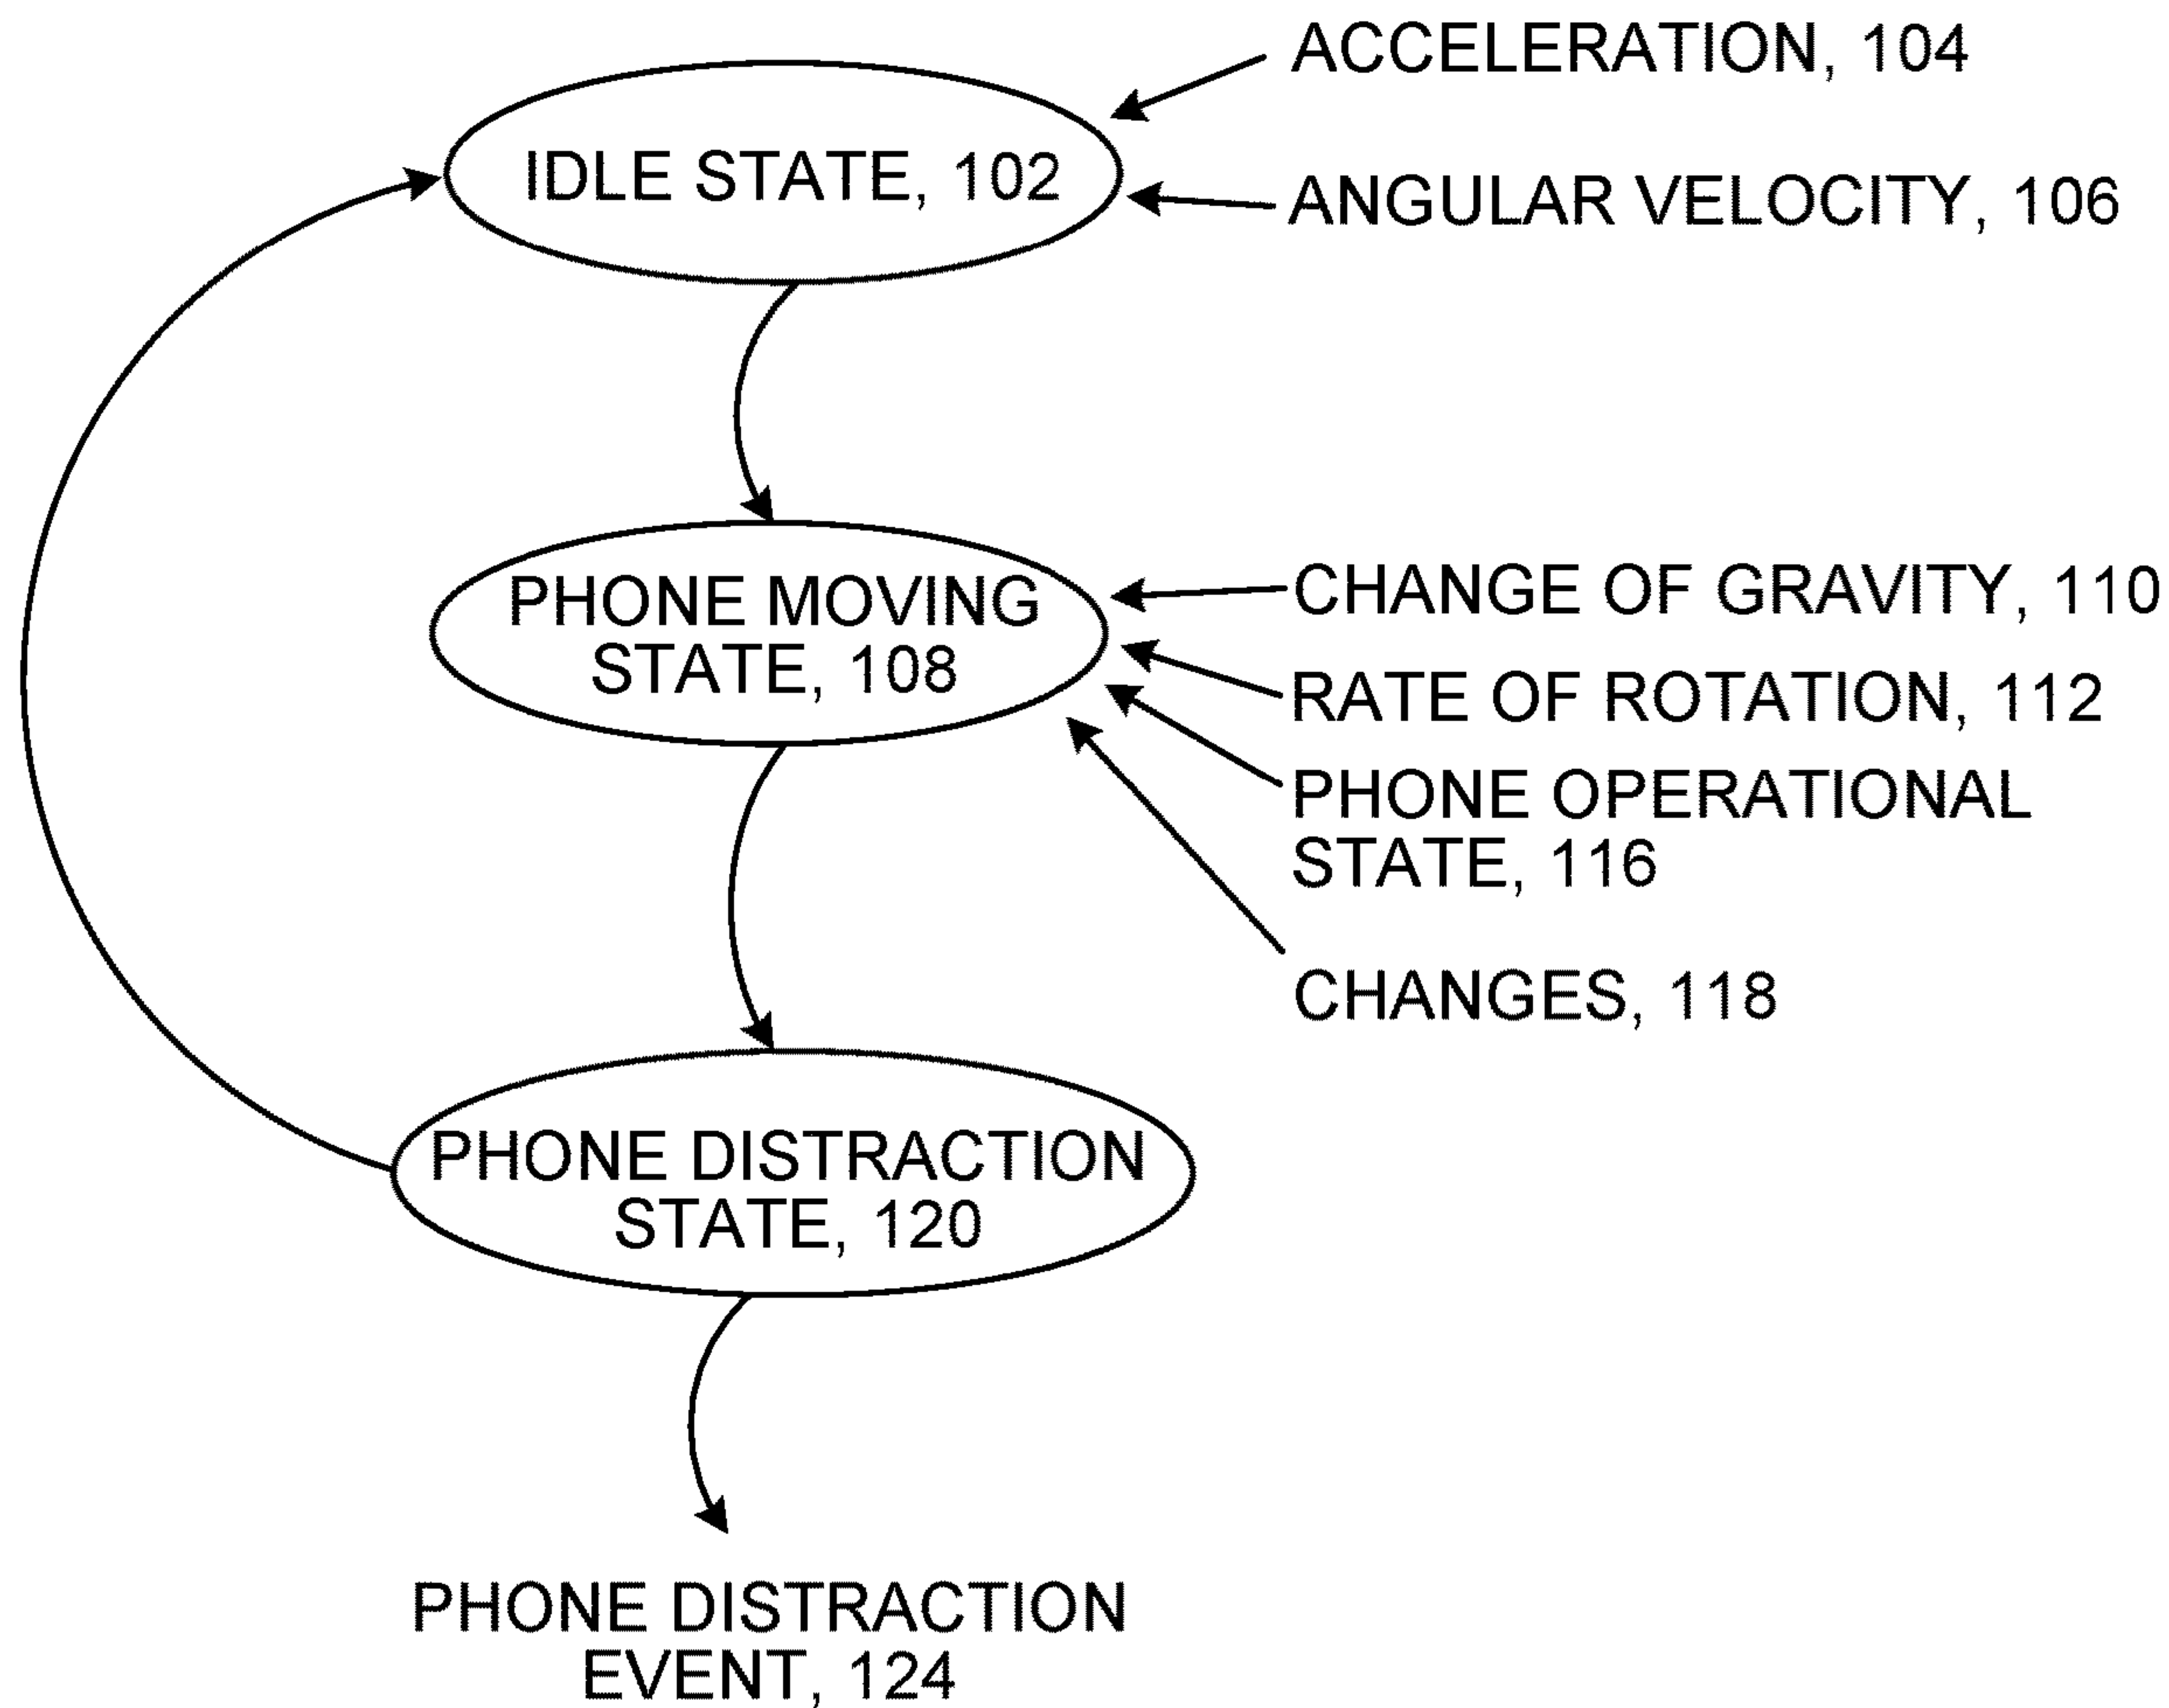 ACCELERATION, 104
IDLE STATE, 102
ANGULAR VELOCITY, 106
PHONE MOVING
STATE, 108
CHANGE OF GRAVITY, 110
RATE OF ROTATION, 112
PHONE OPERATIONAL
STATE, 116
CHANGES, 118
PHONE DISTRACTION
STATE, 120
PHONE DISTRACTION
EVENT, 124